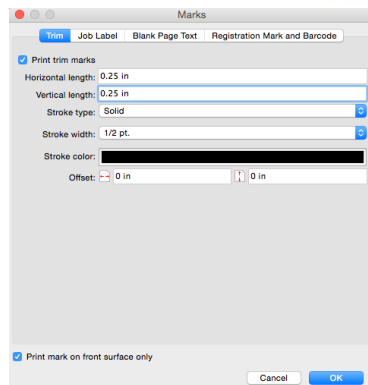 Marks
Trim Job Label Blank Page Text Registration Mark and Barcode
Print trim marks
Horizontal length: 0.25 in
Vertical length: 0.25 in
Stroke type: Solid
Stroke width: 1/2 pt.
Stroke color:
Offset: 0 in 0 in
Print mark on front surface only
Cancel OK